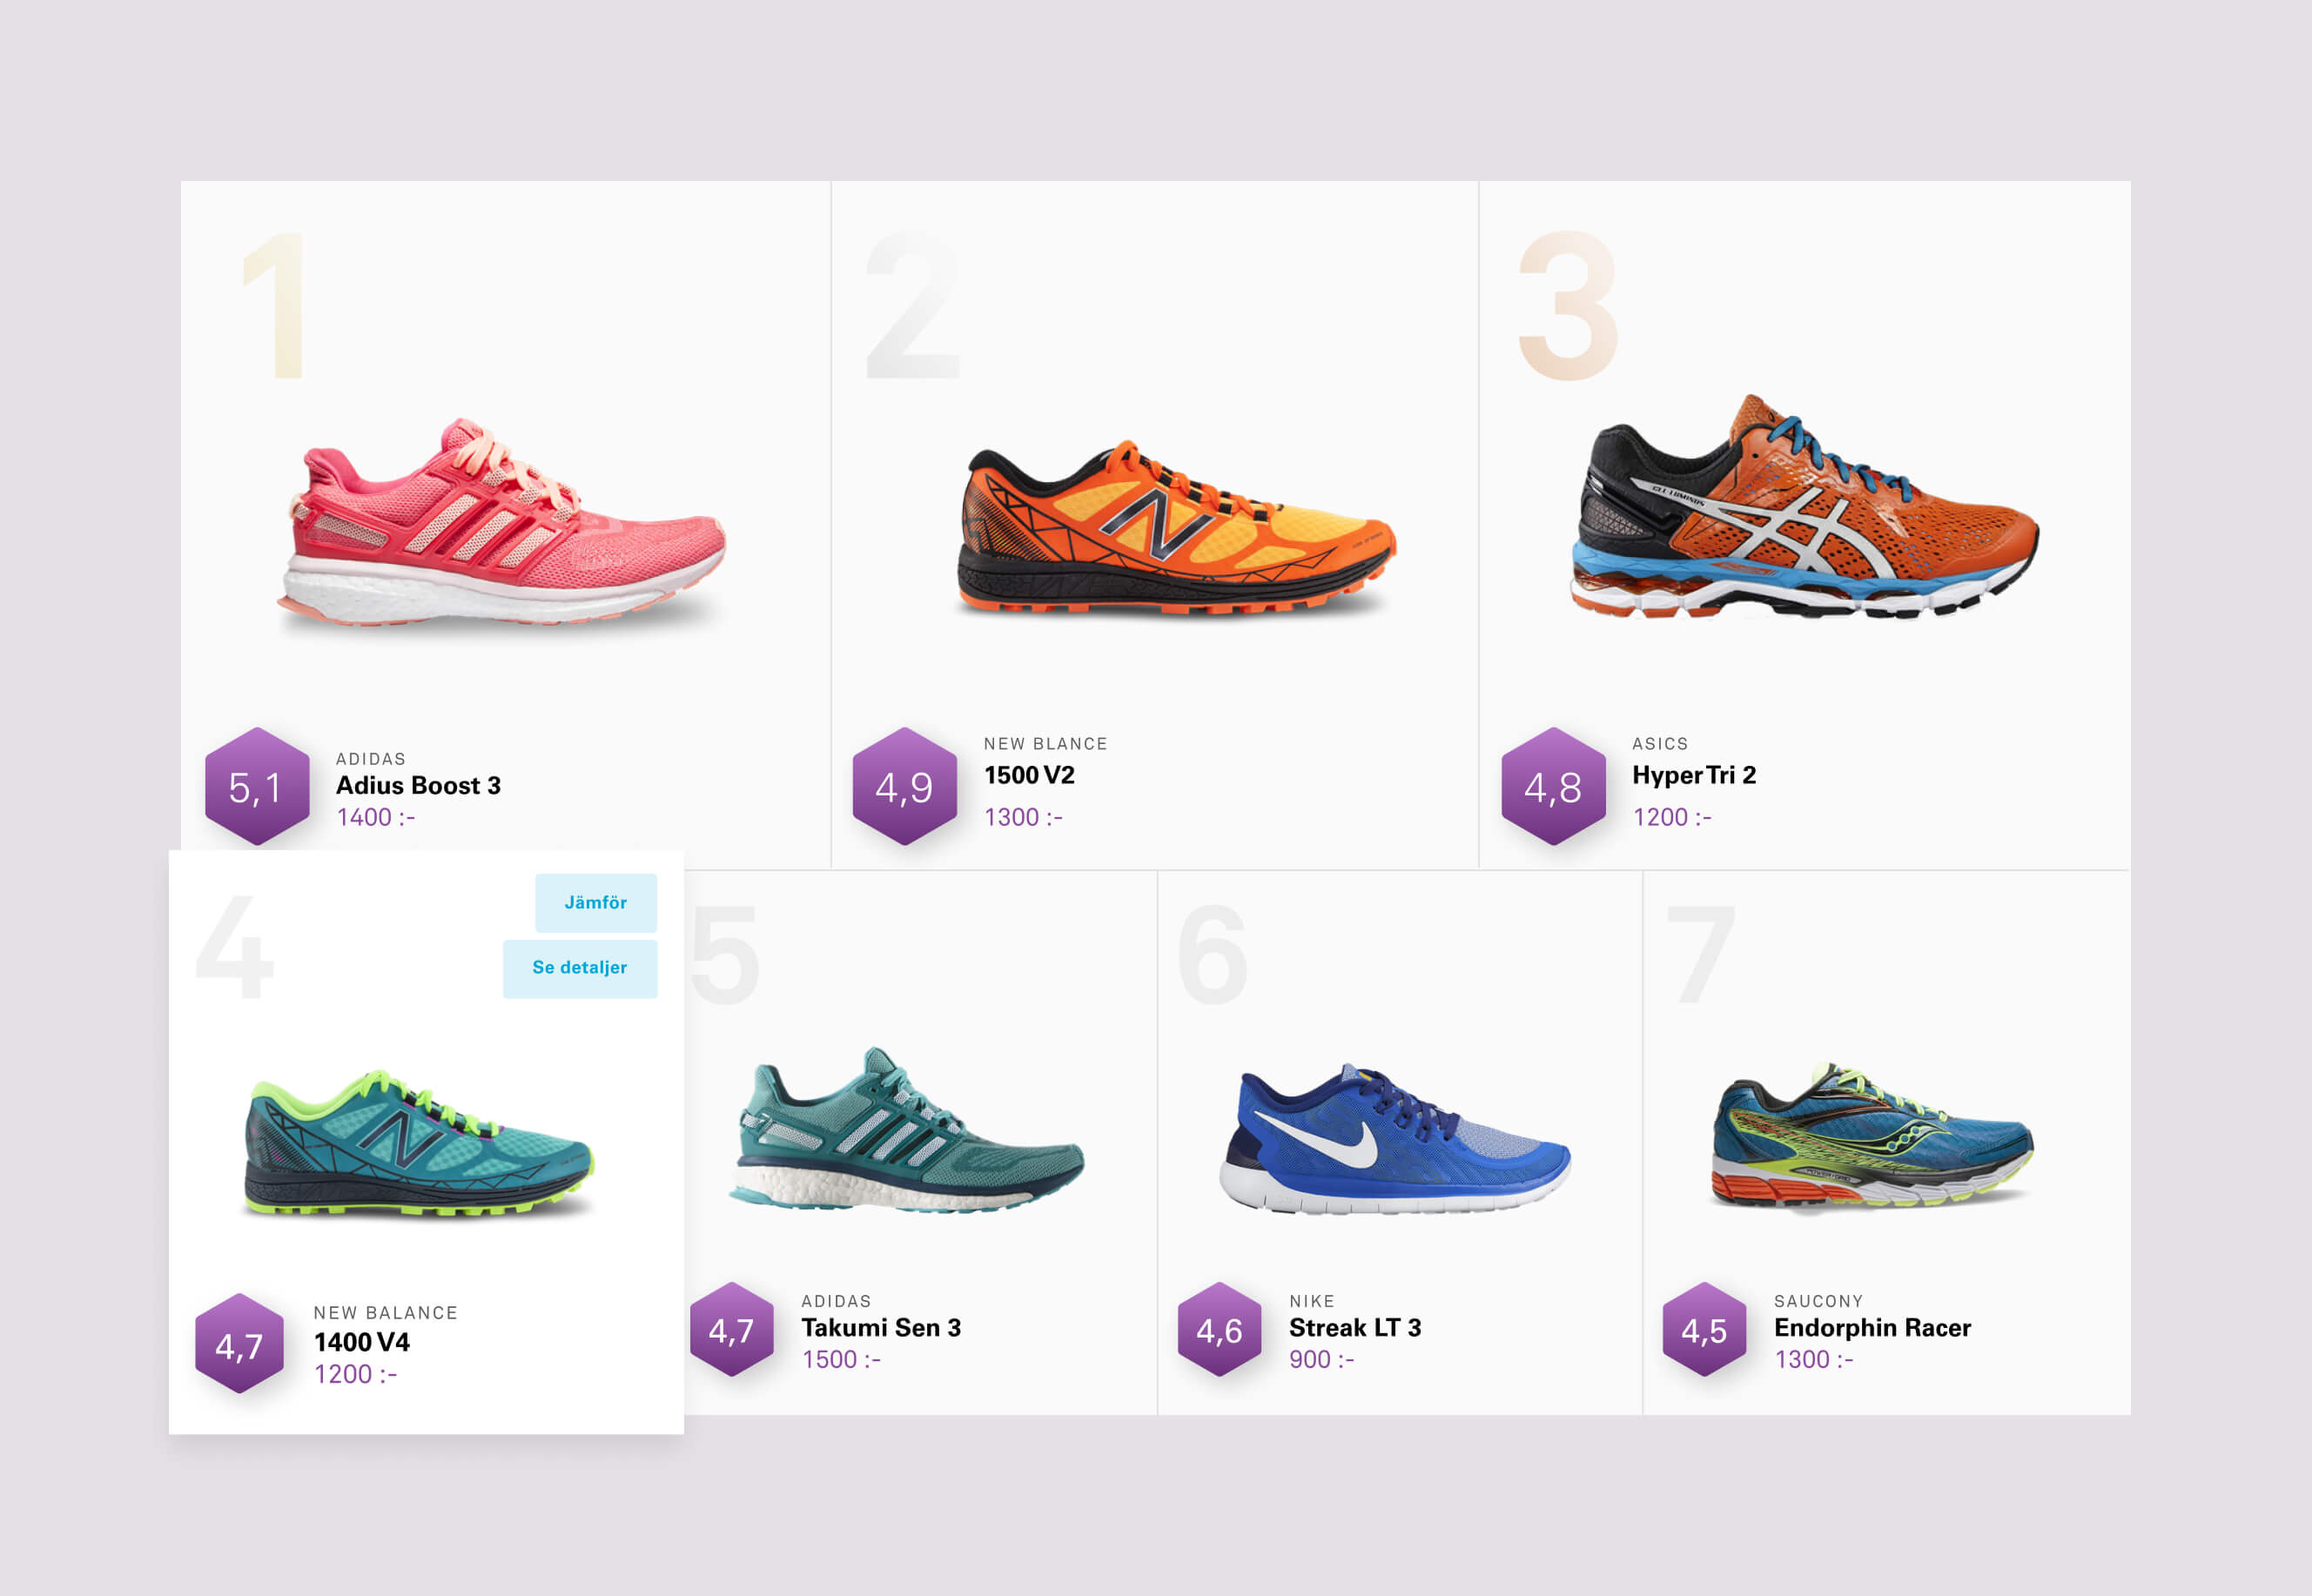 1
2
3
GEL-LUMINUS
5,1
ADIDAS
Adius Boost 3
1400 :-
4,9
NEW BLANCE
1500 V2
1300 :-
4,8
ASICS
Hyper Tri 2
1200 :-
4
Jämför
Se detaljer
5
6
7
4,7
NEW BALANCE
1400 V4
1200 :-
4,7
ADIDAS
Takumi Sen 3
1500 :-
4,6
NIKE
Streak LT 3
900 :-
4,5
SAUCONY
Endorphin Racer
1300 :-